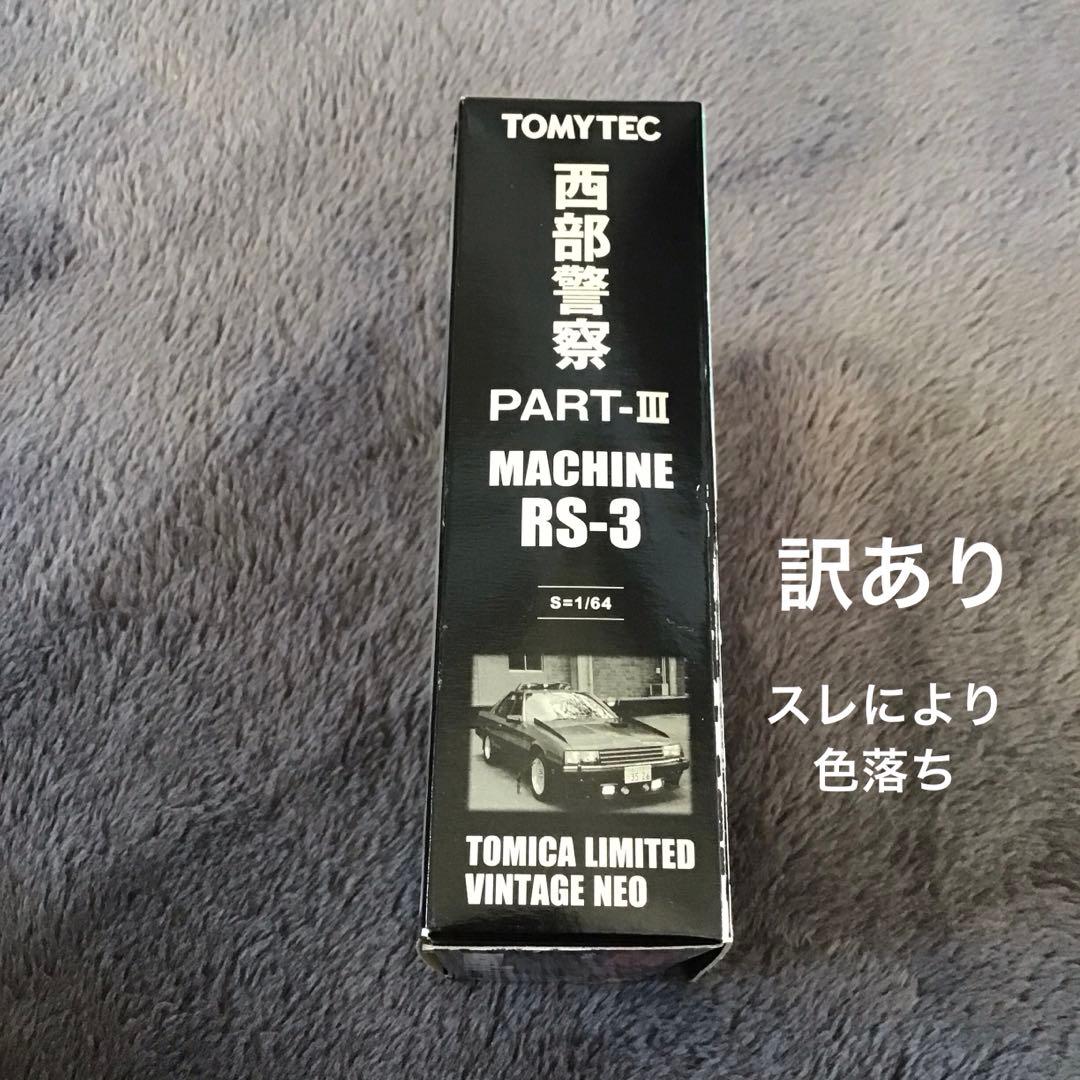 TOMYTEC
西部警察
PART-III
MACHINE
RS-3
S=1/64
TOMICA LIMITED
VINTAGE NEO
訳あり
スレにより
色落ち